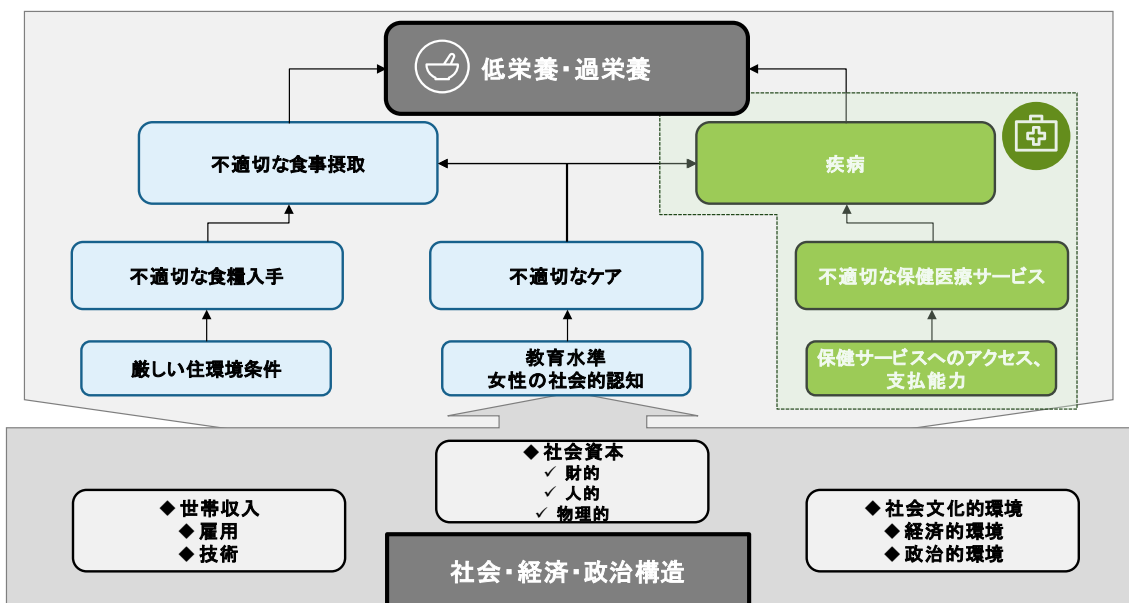 低栄養・過栄養
不適切な食事摂取
疾病
不適切な食糧入手
不適切なケア
不適切な保健医療サービス
厳しい住環境条件
教育水準
女性の社会的認知
保健サービスへのアクセス、
支払能力
◆社会資本
✓ 財的
✓ 人的
✓ 物理的
◆世帯収入
◆雇用
◆技術
◆社会文化的環境
◆経済的環境
◆政治的環境
社会・経済・政治構造